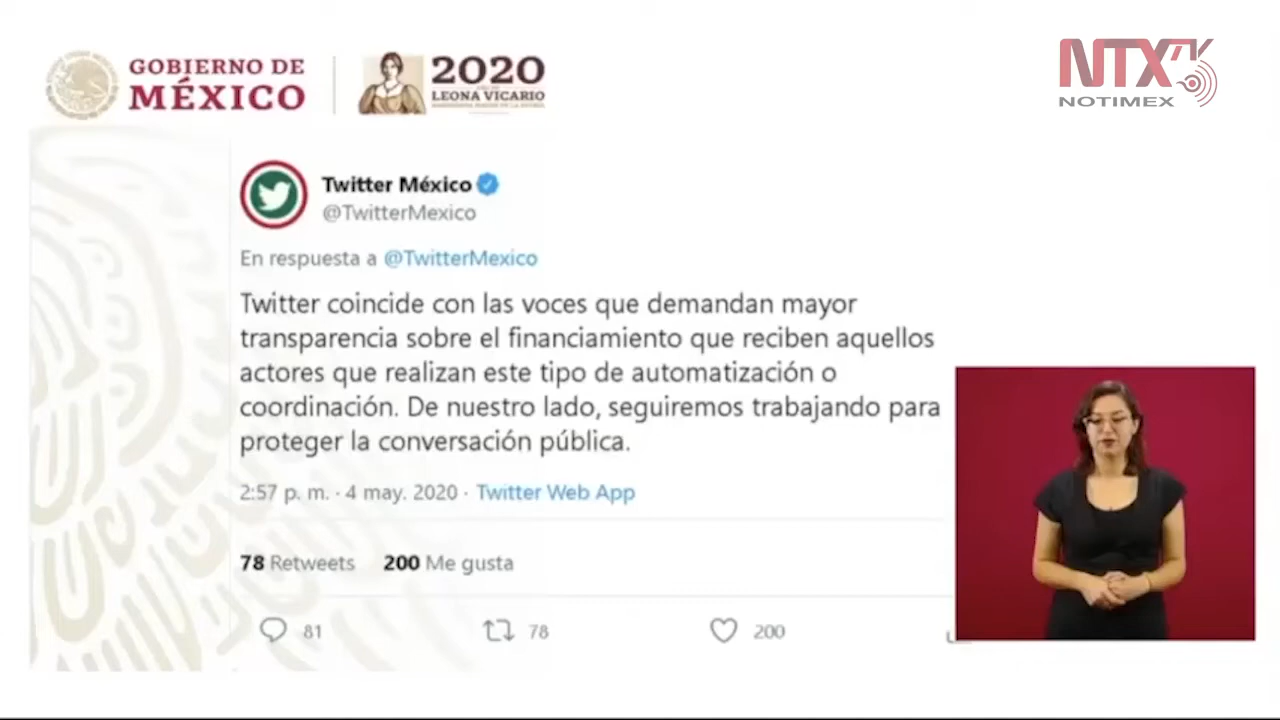 GOBIERNO DE
MÉXICO
2020
LEONA VICARIO
NTX TV
NOTIMEX
Twitter México
@TwitterMexico
En respuesta a @TwitterMexico
Twitter coincide con las voces que demandan mayor
transparencia sobre el financiamiento que reciben aquellos
actores que realizan este tipo de automatización o
coordinación. De nuestro lado, seguiremos trabajando para
proteger la conversación pública.
2:57 p. m. · 4 may. 2020 · Twitter Web App
78 Retweets 200 Me gusta
81 78 200